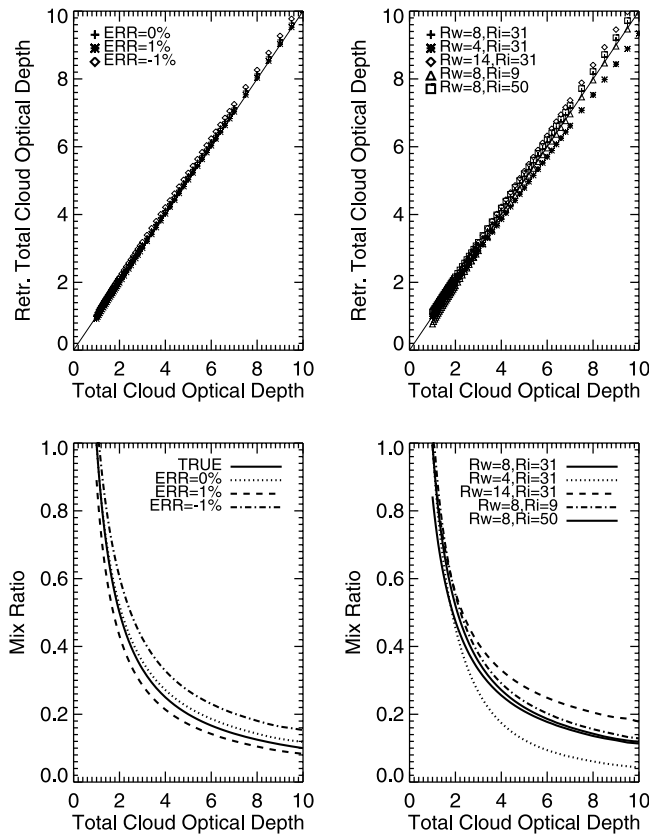 ERR=0%
ERR=1%
ERR=-1%
Retr. Total Cloud Optical Depth
10
8
6
4
2
0
0 2 4 6 8 10
Total Cloud Optical Depth
Rw=8,Ri=31
Rw=4,Ri=31
Rw=14,Ri=31
Rw=8,Ri=9
Rw=8,Ri=50
Retr. Total Cloud Optical Depth
10
8
6
4
2
0
0 2 4 6 8 10
Total Cloud Optical Depth
TRUE
ERR=0%
ERR=1%
ERR=-1%
Mix Ratio
1.0
0.8
0.6
0.4
0.2
0.0
0 2 4 6 8 10
Total Cloud Optical Depth
Rw=8,Ri=31
Rw=4,Ri=31
Rw=14,Ri=31
Rw=8,Ri=9
Rw=8,Ri=50
Mix Ratio
1.0
0.8
0.6
0.4
0.2
0.0
0 2 4 6 8 10
Total Cloud Optical Depth